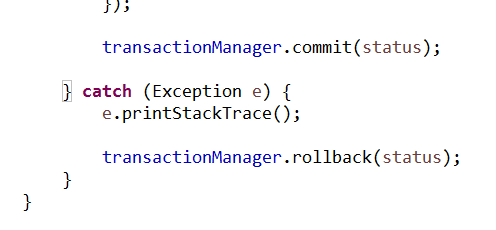 });
transactionManager.commit(status);
} catch (Exception e) {
e.printStackTrace();
transactionManager.rollback(status);
}
}